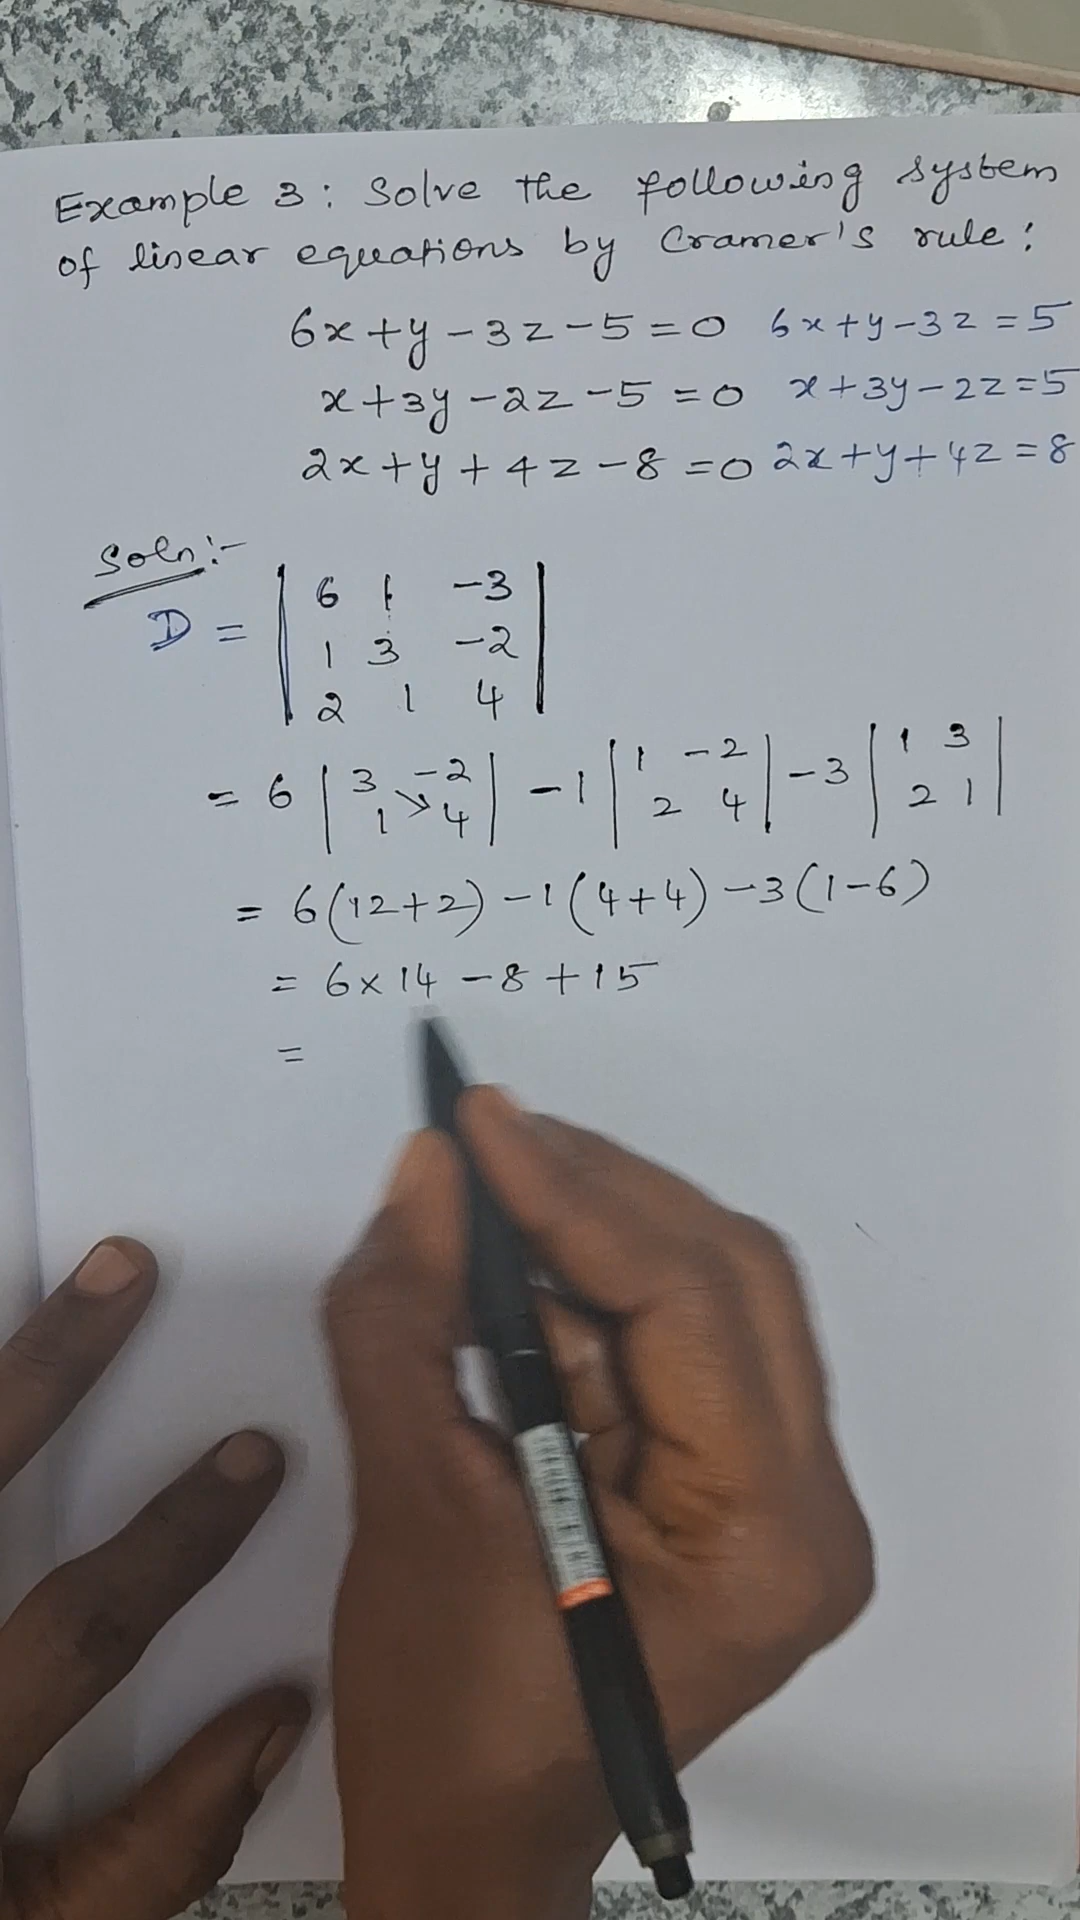 Example 3: Solve the following system
of linear equations by Cramer's rule:
6x+y-3z-5=0 6x+y-3z=5
x+3y-2z-5=0 x+3y-2z=5
2x+y+4z-8=0 2x+y+4z=8
Soln:-
D = | 6 1 -3 |
| 1 3 -2 |
| 2 1 4 |
= 6 | 3 -2 | -1 | 1 -2 | -3 | 1 3 |
| 1 4 | | 2 4 | | 2 1 |
= 6(12+2) -1(4+4) -3(1-6)
= 6×14 -8+15
=